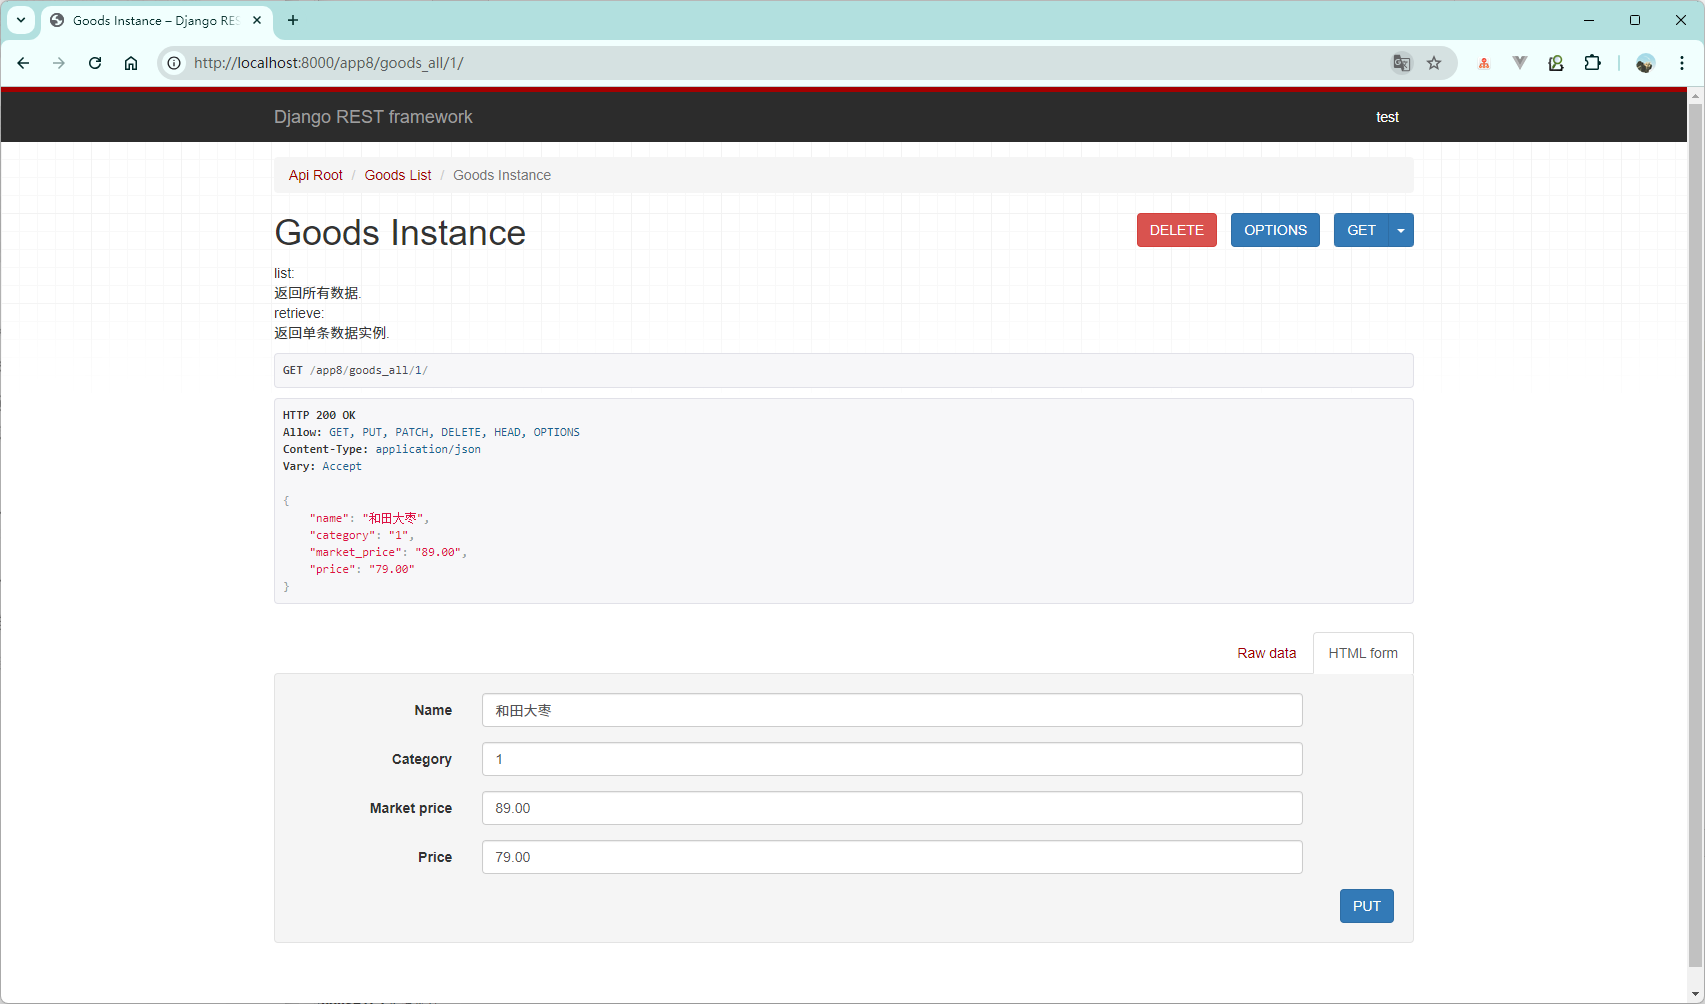 Goods Instance – Django RES
http://localhost:8000/app8/goods_all/1/
Django REST framework
test
Api Root / Goods List / Goods Instance
Goods Instance
DELETE
OPTIONS
GET
list:
返回所有数据.
retrieve:
返回单条数据实例.
GET /app8/goods_all/1/
HTTP 200 OK
Allow: GET, PUT, PATCH, DELETE, HEAD, OPTIONS
Content-Type: application/json
Vary: Accept
{
    "name": "和田大枣",
    "category": "1",
    "market_price": "89.00",
    "price": "79.00"
}
Raw data
HTML form
Name
和田大枣
Category
1
Market price
89.00
Price
79.00
PUT